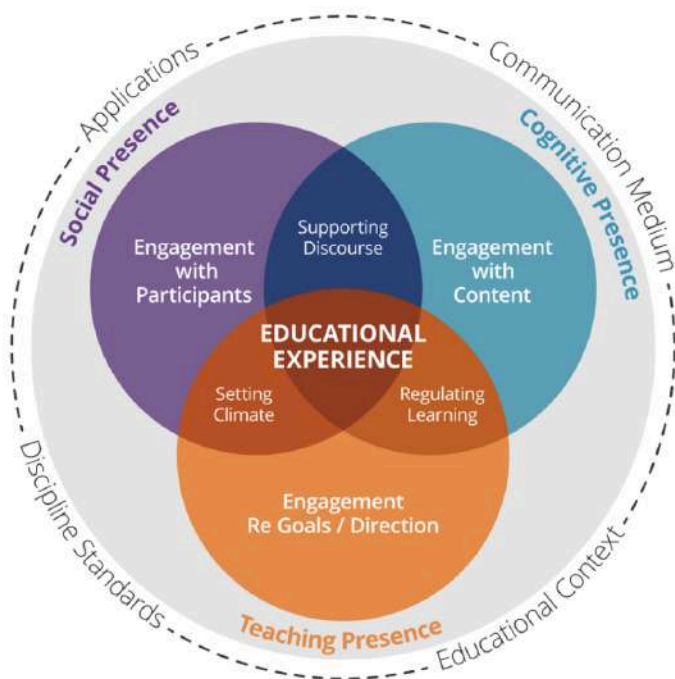 Applications
Communication Medium
Social Presence
Cognitive Presence
Supporting
Discourse
Engagement
with
Participants
Engagement
with
Content
EDUCATIONAL
EXPERIENCE
Setting
Climate
Regulating
Learning
Engagement
Re Goals / Direction
Teaching Presence
Discipline Standards
Educational Context